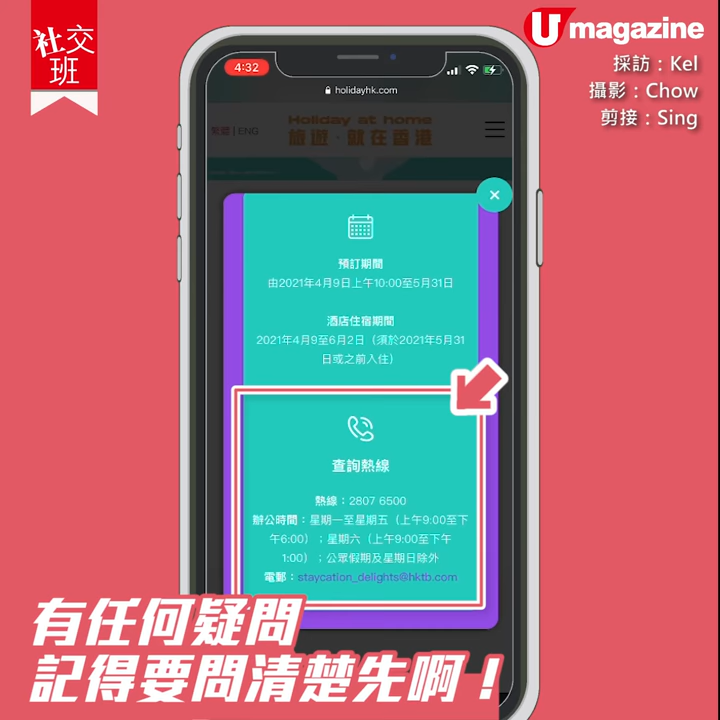 社交班
U magazine
採訪：Kel
攝影：Chow
剪接：Sing
4:32
holidayhk.com
繁體 | ENG
Holiday at home
旅遊·就在香港
預訂期間
由2021年4月9日上午10:00至5月31日
酒店住宿期間
2021年4月9至6月2日（須於2021年5月31
日或之前入住）
查詢熱線
熱線：2807 6500
辦公時間：星期一至星期五（上午9:00至下
午6:00）；星期六（上午9:00至下午
1:00）；公眾假期及星期日除外
電郵：staycation_delights@hktb.com
有任何疑問
記得要問清楚先啊！